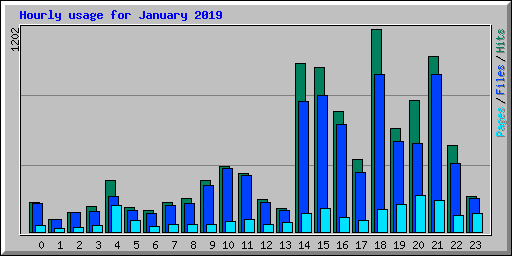 Hourly usage for January 2019
1202
Pages/Files/Hits
0 1 2 3 4 5 6 7 8 9 10 11 12 13 14 15 16 17 18 19 20 21 22 23